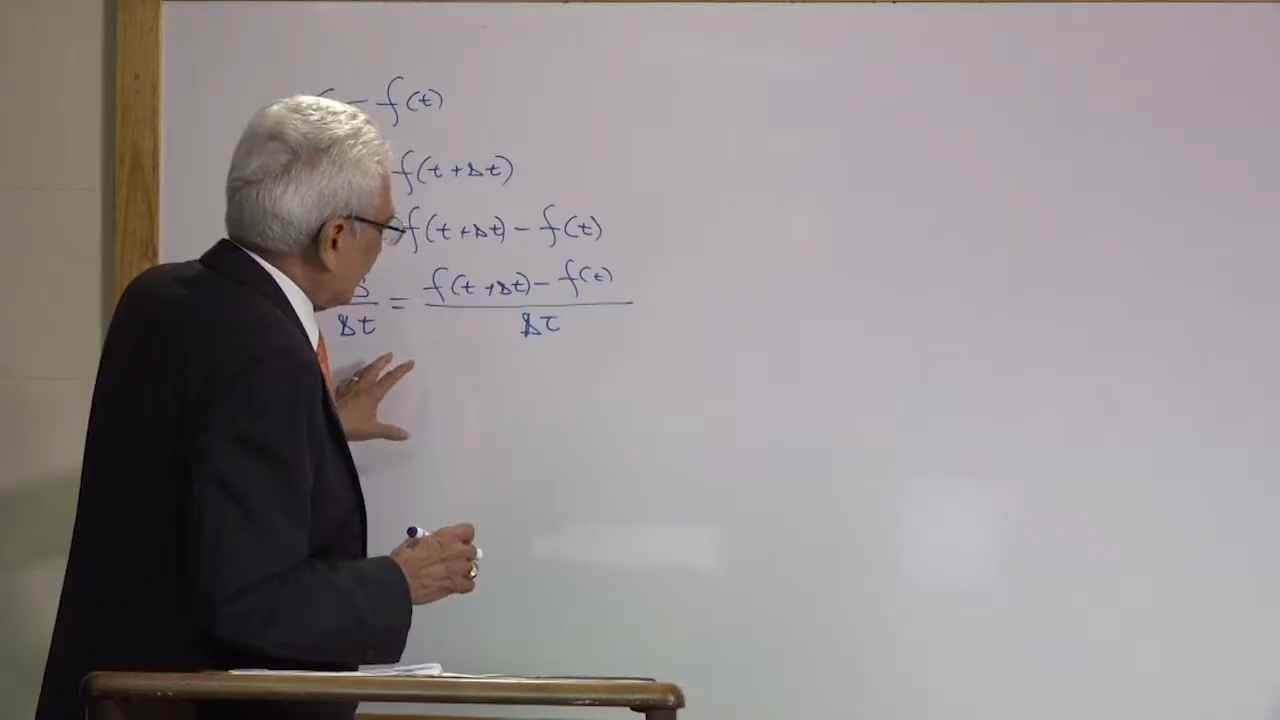 = f(t)
f(t + Δt)
f(t + Δt) - f(t)
f(t + Δt) - f(t)
Δt = Δt